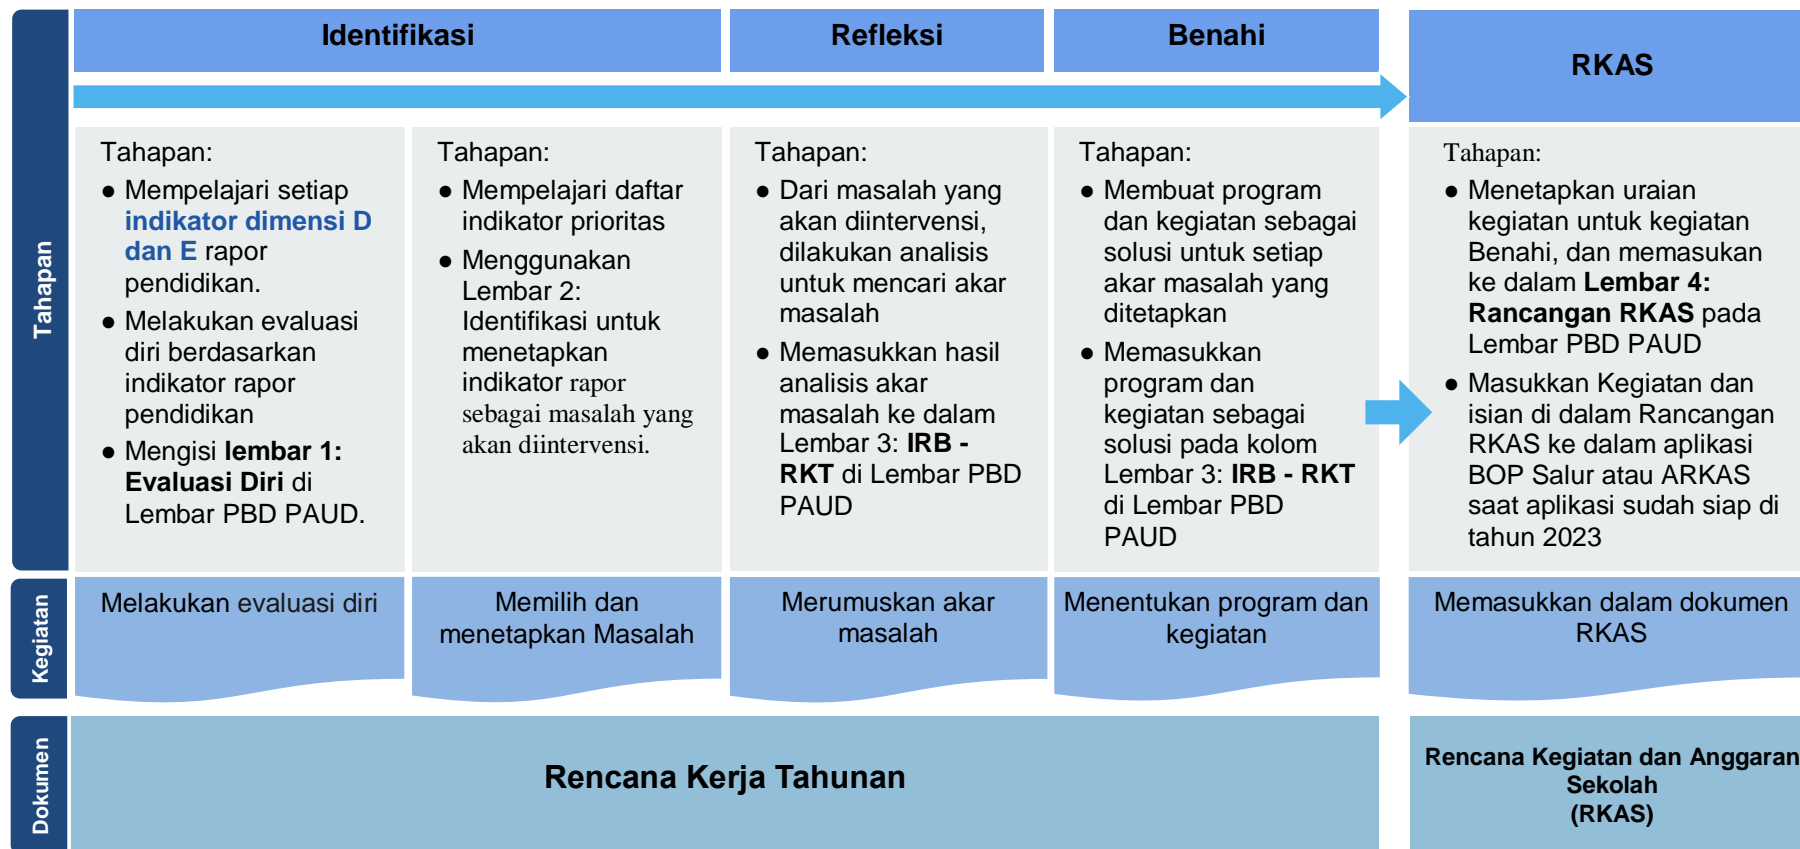 Identifikasi
Refleksi
Benahi
RKAS
Tahapan
Tahapan:
● Mempelajari setiap
indikator dimensi D
dan E rapor
pendidikan.
● Melakukan evaluasi
diri berdasarkan
indikator rapor
pendidikan
● Mengisi lembar 1:
Evaluasi Diri di
Lembar PBD PAUD.
Tahapan:
● Mempelajari daftar
indikator prioritas
● Menggunakan
Lembar 2:
Identifikasi untuk
menetapkan
indikator rapor
sebagai masalah yang
akan diintervensi.
Tahapan:
● Dari masalah yang
akan diintervensi,
dilakukan analisis
untuk mencari akar
masalah
● Memasukkan hasil
analisis akar
masalah ke dalam
Lembar 3: IRB -
RKT di Lembar PBD
PAUD
Tahapan:
● Membuat program
dan kegiatan sebagai
solusi untuk setiap
akar masalah yang
ditetapkan
● Memasukkan
program dan
kegiatan sebagai
solusi pada kolom
Lembar 3: IRB - RKT
di Lembar PBD
PAUD
Tahapan:
● Menetapkan uraian
kegiatan untuk kegiatan
Benahi, dan memasukan
ke dalam Lembar 4:
Rancangan RKAS pada
Lembar PBD PAUD
● Masukkan Kegiatan dan
isian di dalam Rancangan
RKAS ke dalam aplikasi
BOP Salur atau ARKAS
saat aplikasi sudah siap di
tahun 2023
Kegiatan
Melakukan evaluasi diri
Memilih dan
menetapkan Masalah
Merumuskan akar
masalah
Menentukan program dan
kegiatan
Memasukkan dalam dokumen
RKAS
Dokumen
Rencana Kerja Tahunan
Rencana Kegiatan dan Anggaran
Sekolah
(RKAS)